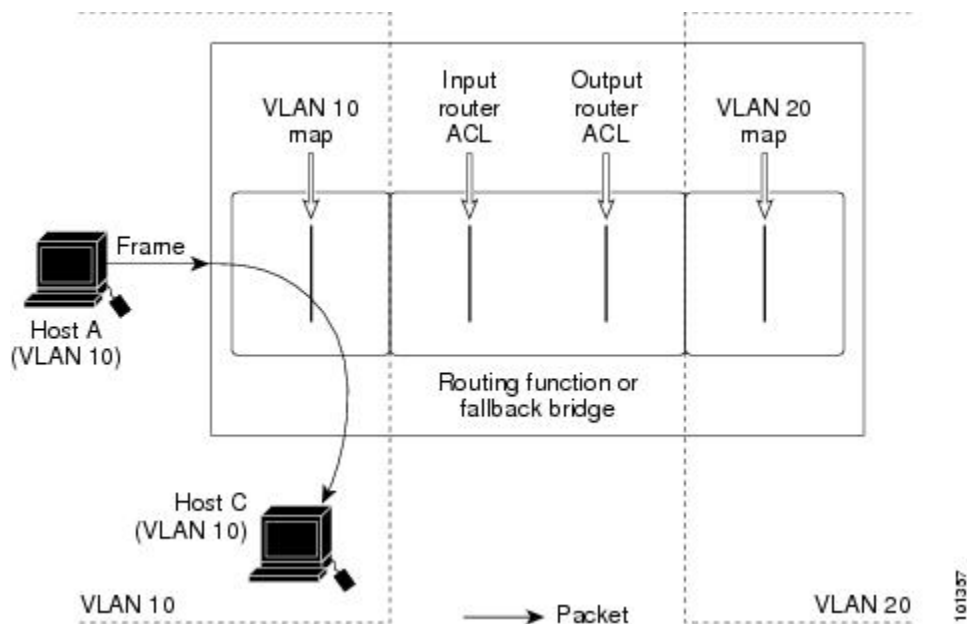 VLAN 10
map
Input
router
ACL
Output
router
ACL
VLAN 20
map
Frame
Host A
(VLAN 10)
Routing function or
fallback bridge
Host C
(VLAN 10)
VLAN 10
Packet
VLAN 20
101357